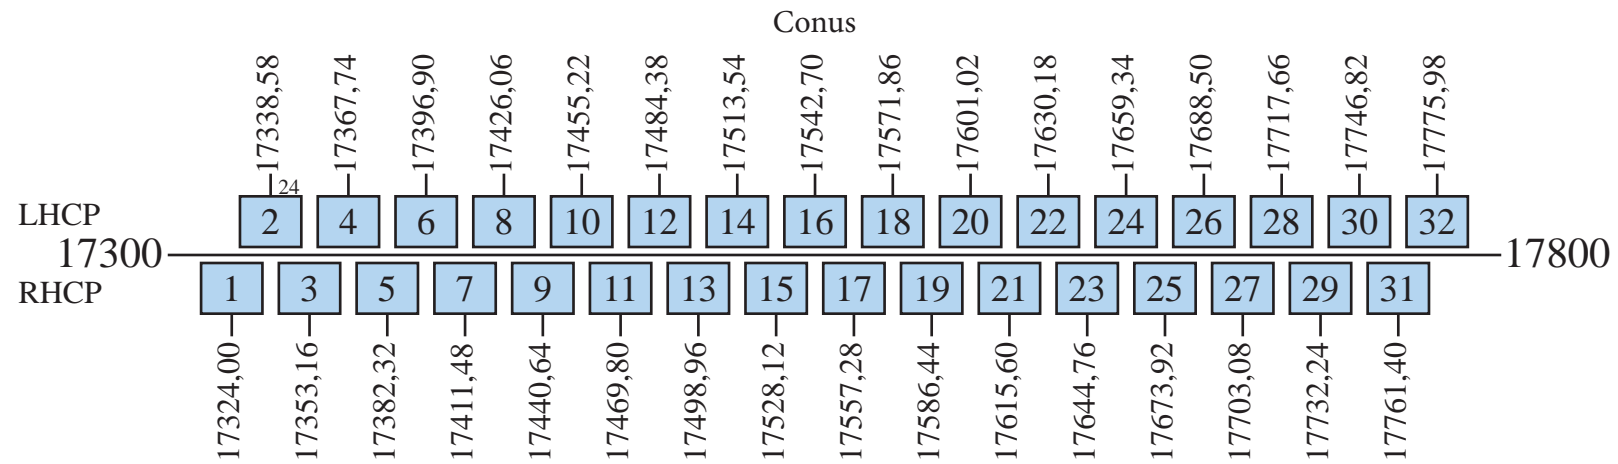 Conus
17338,58 17367,74 17396,90 17426,06 17455,22 17484,38 17513,54 17542,70 17571,86 17601,02 17630,18 17659,34 17688,50 17717,66 17746,82 17775,98
24
LHCP 2 4 6 8 10 12 14 16 18 20 22 24 26 28 30 32
17300 17800
RHCP 1 3 5 7 9 11 13 15 17 19 21 23 25 27 29 31
17324,00 17353,16 17382,32 17411,48 17440,64 17469,80 17498,96 17528,12 17557,28 17586,44 17615,60 17644,76 17673,92 17703,08 17732,24 17761,40